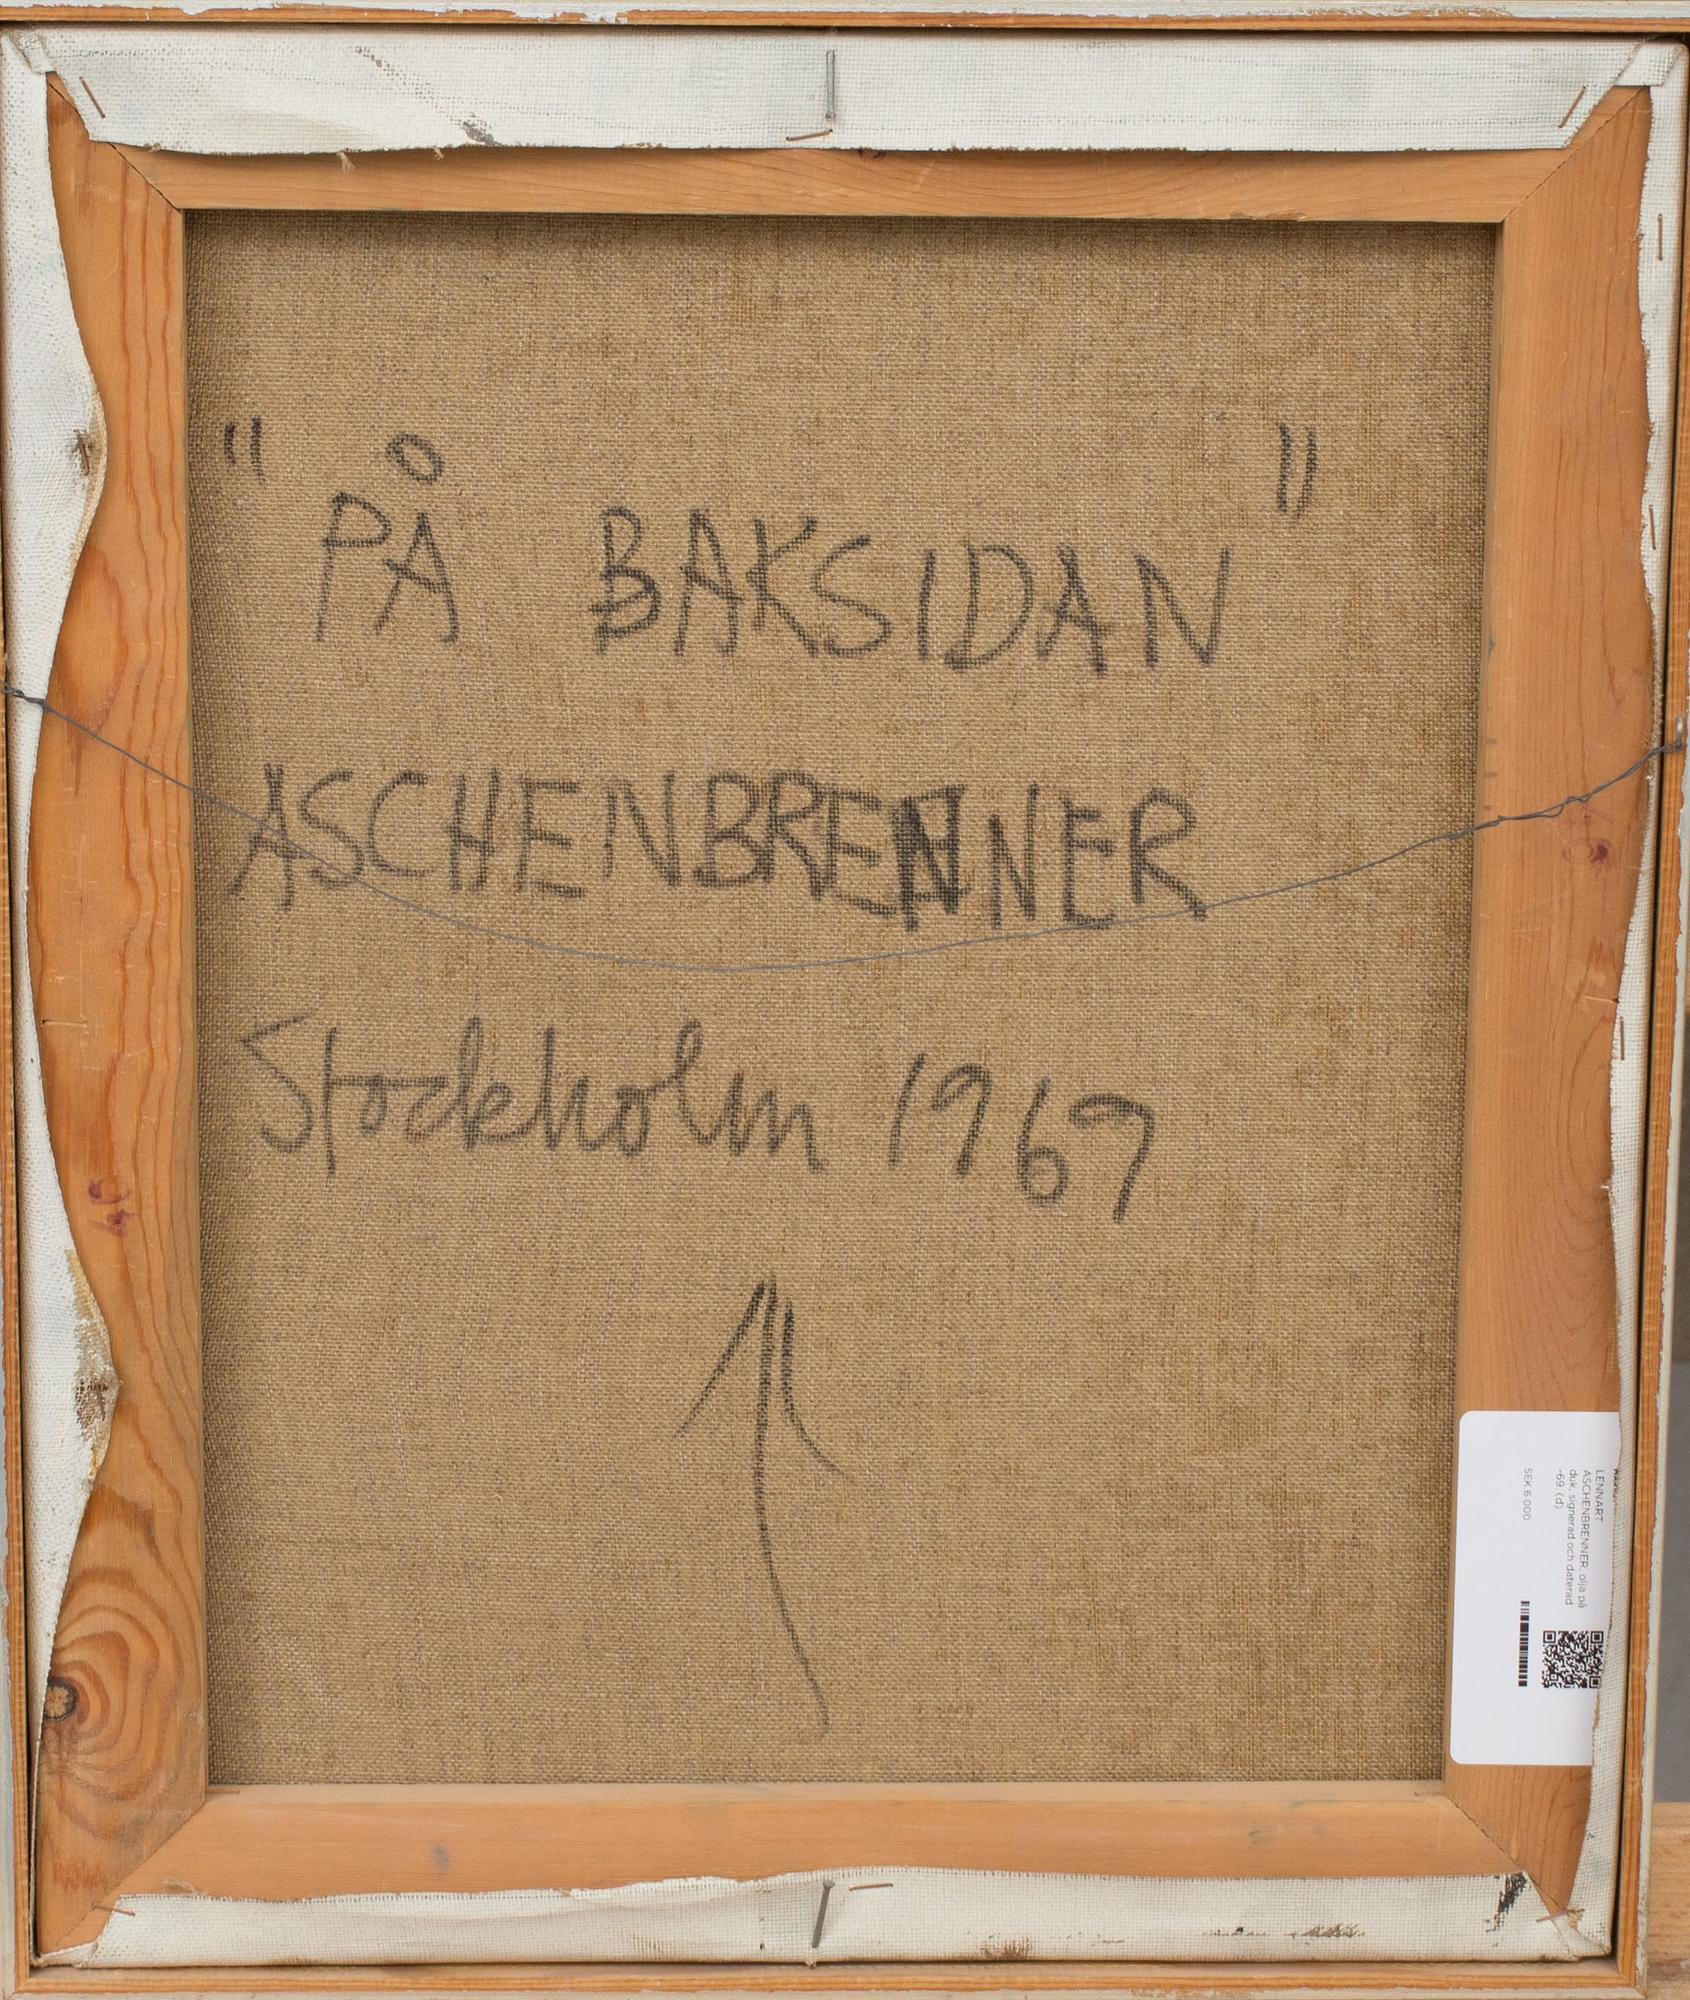 "PÅ BAKSIDAN"
ASCHENBRENNER
Stockholm 1969
LENNART
ASCHENBRENNER, olja på
duk, signerad och daterad
-69. (d)
SEK 6 000